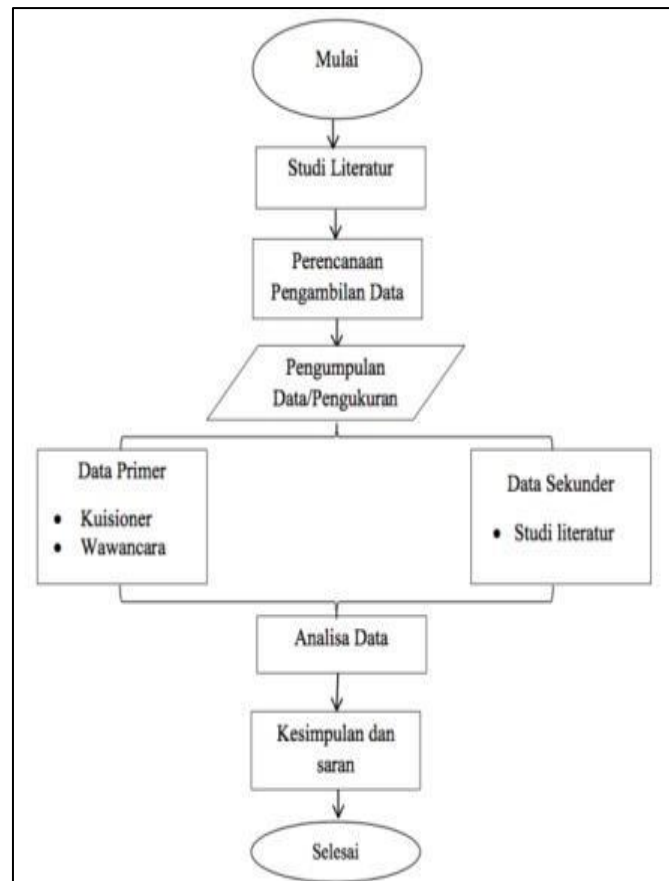 Mulai
Studi Literatur
Perencanaan
Pengambilan Data
Pengumpulan
Data/Pengukuran
Data Primer
• Kuisioner
• Wawancara
Data Sekunder
• Studi literatur
Analisa Data
Kesimpulan dan
saran
Selesai